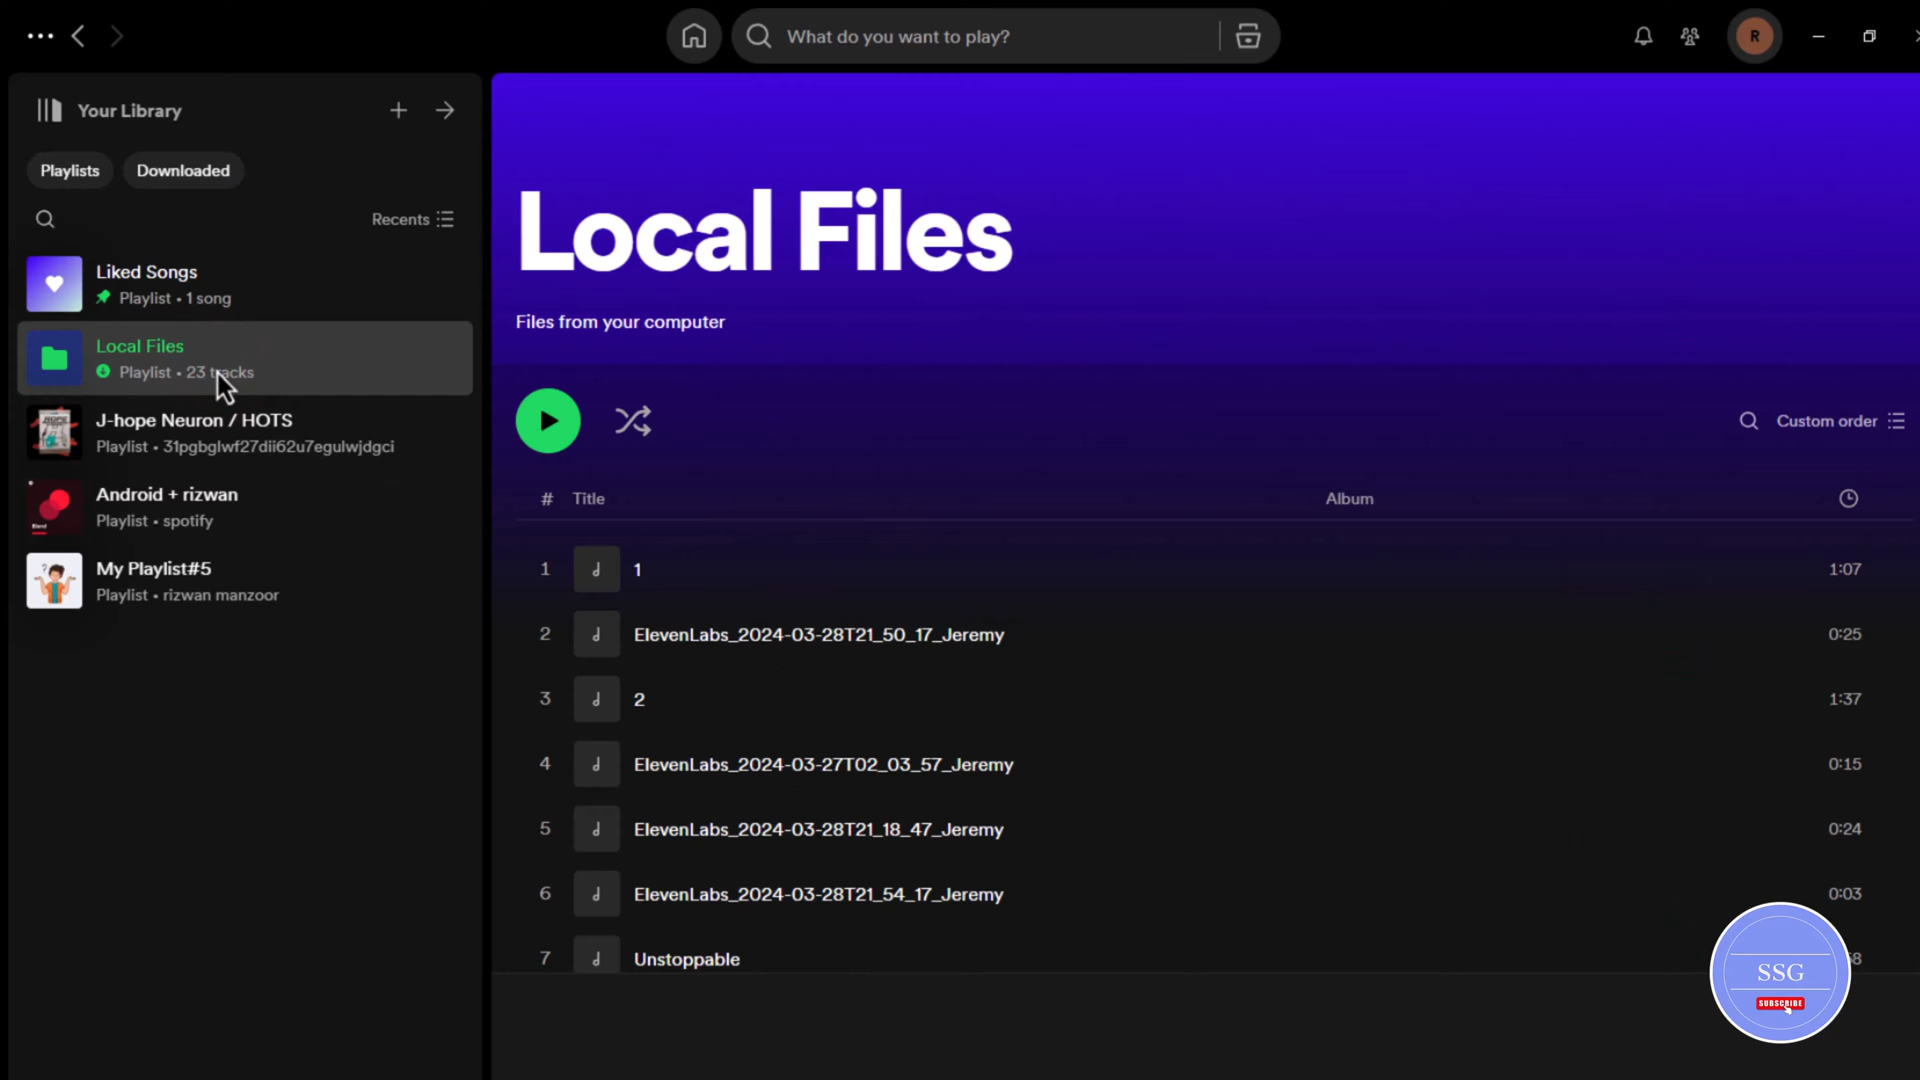 What do you want to play?
R
Your Library
Playlists
Downloaded
Recents
Liked Songs
Playlist • 1 song
Local Files
Playlist • 23 tracks
J-hope Neuron / HOTS
Playlist • 31pgbglwf27dii62u7egulwjdgci
Android + rizwan
Playlist • spotify
My Playlist#5
Playlist • rizwan manzoor
Local Files
Files from your computer
Custom order
# Title Album
1 1 1:07
2 ElevenLabs_2024-03-28T21_50_17_Jeremy 0:25
3 2 1:37
4 ElevenLabs_2024-03-27T02_03_57_Jeremy 0:15
5 ElevenLabs_2024-03-28T21_18_47_Jeremy 0:24
6 ElevenLabs_2024-03-28T21_54_17_Jeremy 0:03
7 Unstoppable
SSG
SUBSCRIBE